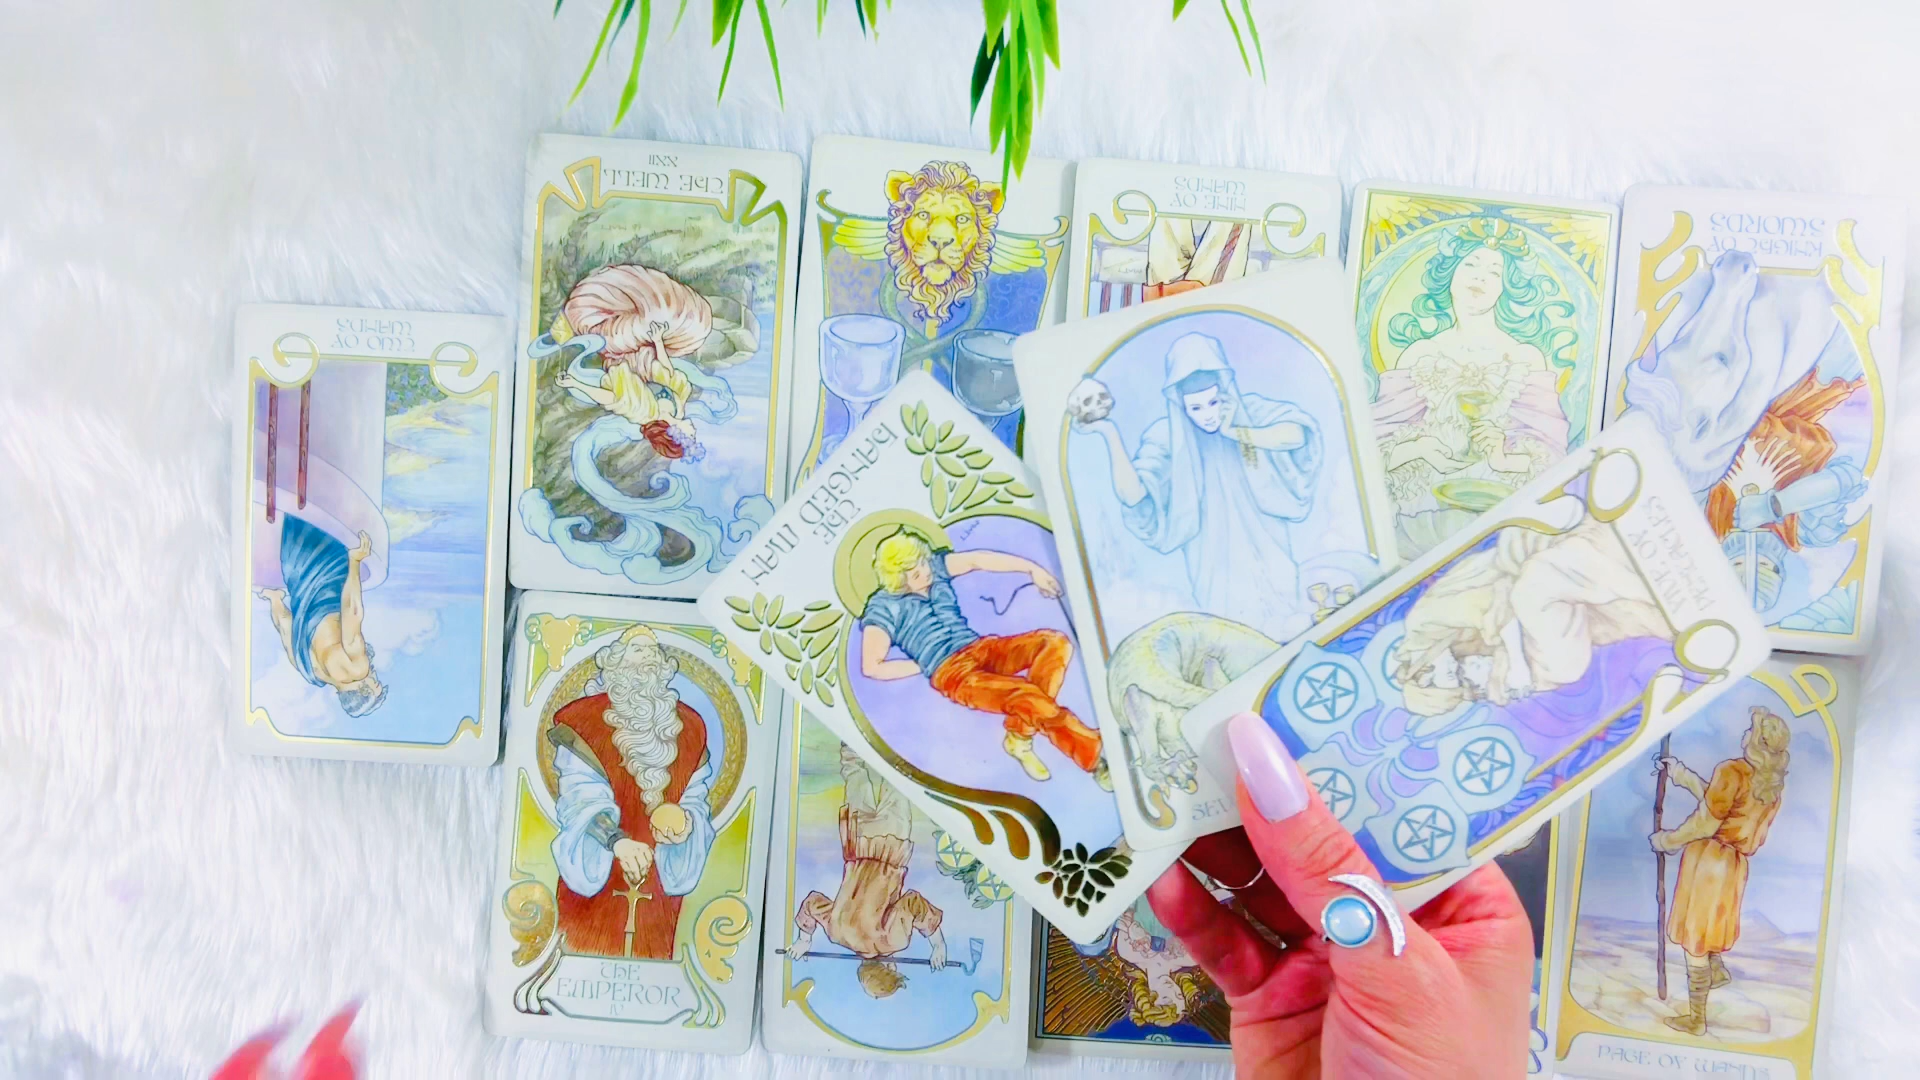 XXII
THE WELL
NINE OF
WANDS
KNIGHT OF
SWORDS
TWO OF
WANDS
THE
HANGED MAN
FIVE OF
PENTACLES
THE
EMPEROR
IV
PAGE OF WANDS